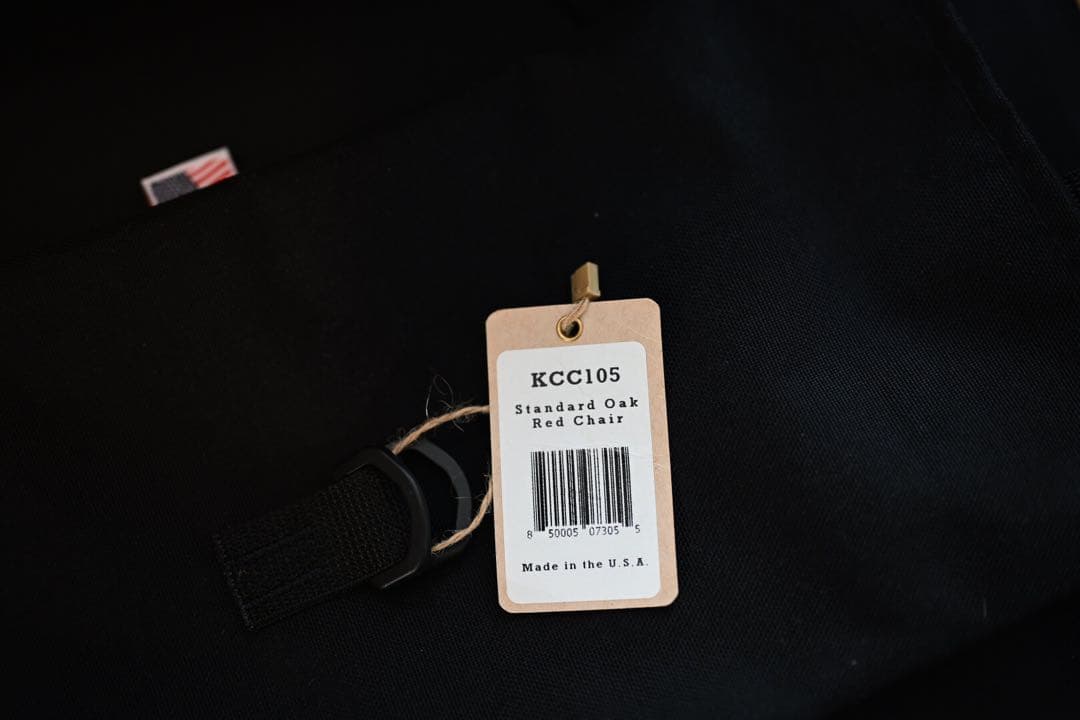 KCC105
Standard Oak
Red Chair
8 50005 07305 5
Made in the U.S.A.